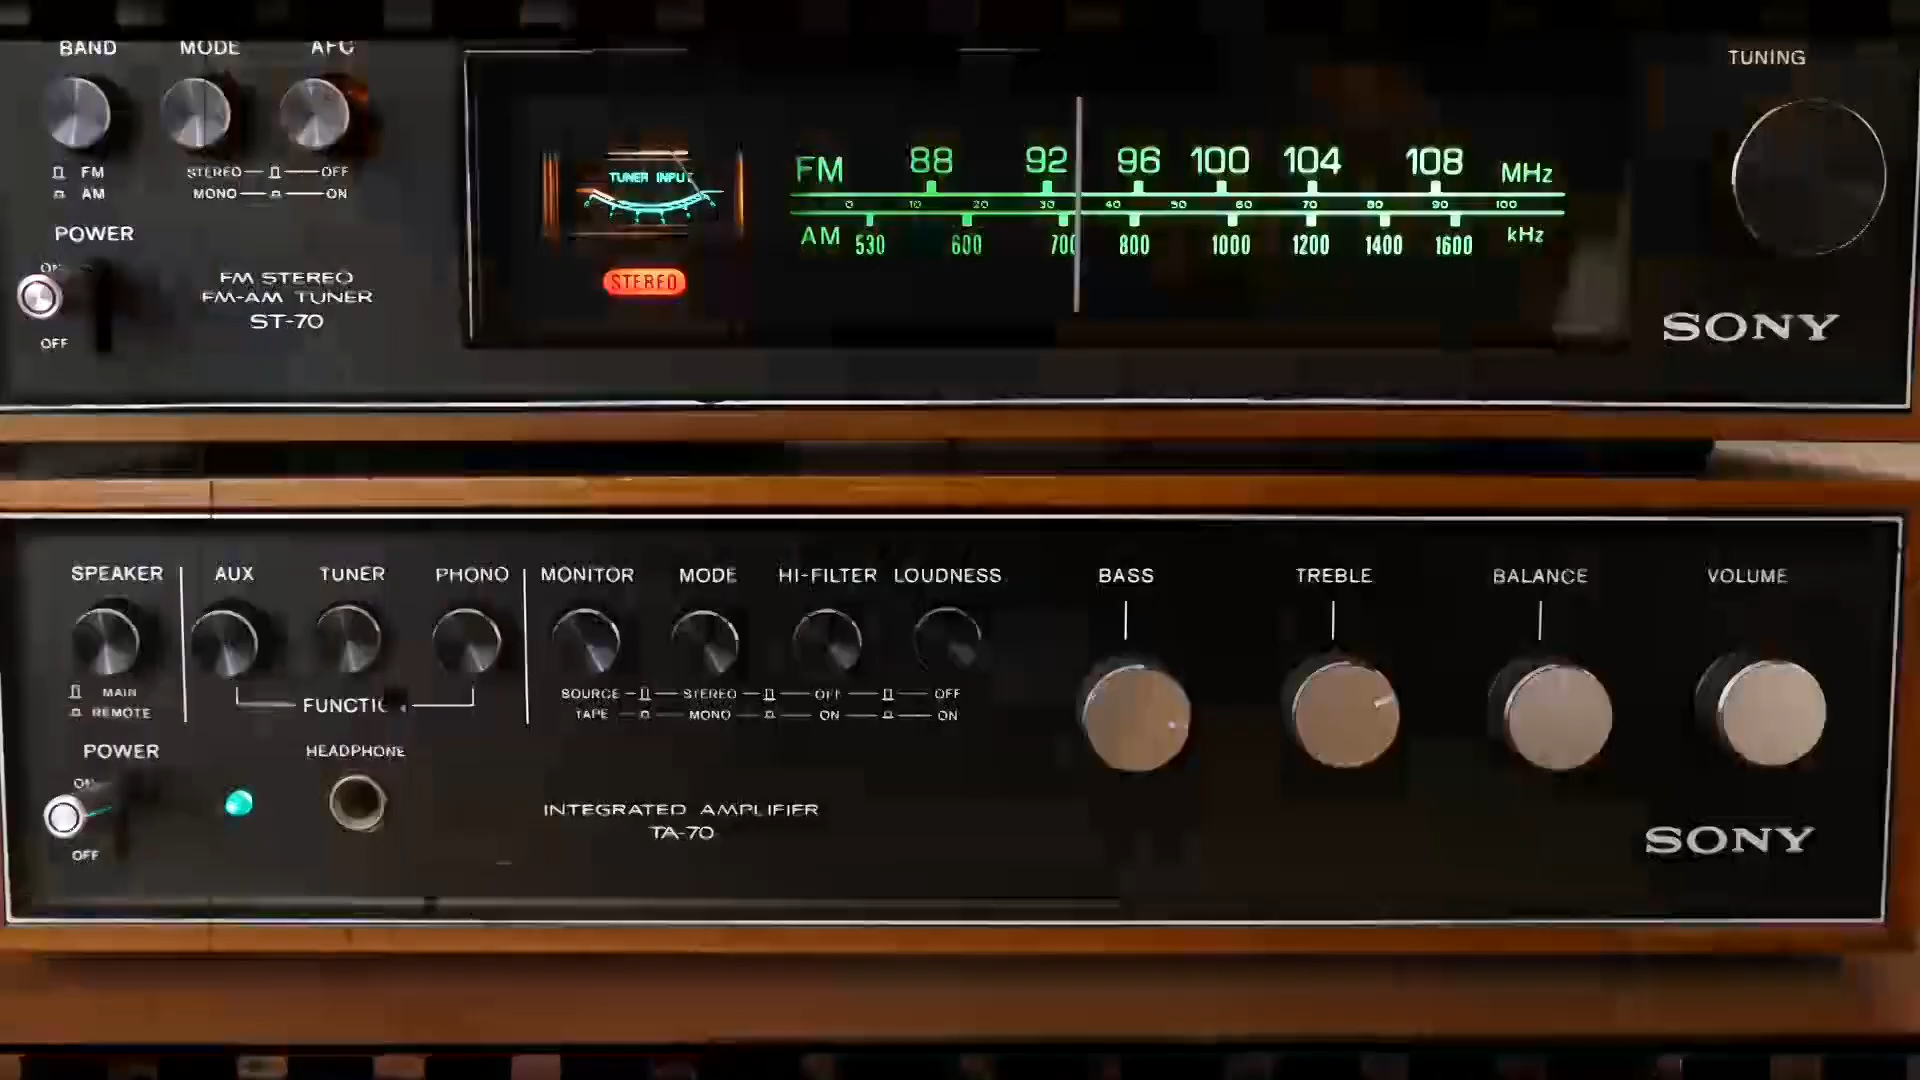 BAND MODE AFC
TUNING
FM 88 92 96 100 104 108 MHz
TUNER INPUT
FM STEREO OFF
AM MONO ON
0 10 20 30 40 50 60 70 80 90 100
AM 530 600 700 800 1000 1200 1400 1600 kHz
POWER
ON
STEREO
FM STEREO
FM-AM TUNER
ST-70
OFF
SONY
SPEAKER AUX TUNER PHONO MONITOR MODE HI-FILTER LOUDNESS BASS TREBLE BALANCE VOLUME
MAIN SOURCE STEREO OFF OFF
REMOTE TAPE MONO ON ON
FUNCTIO
POWER HEADPHONE
ON
INTEGRATED AMPLIFIER
TA-70
OFF
SONY